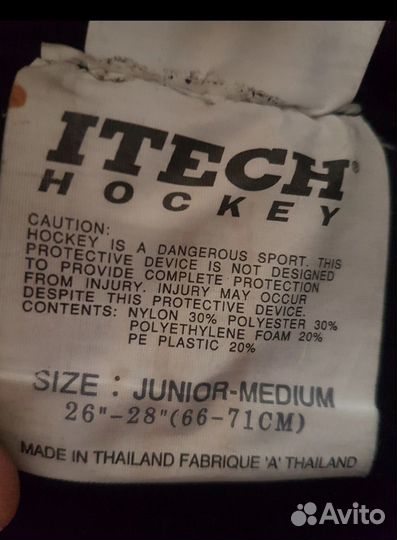 ITECH®
HOCKEY
CAUTION:
HOCKEY IS A DANGEROUS SPORT. THIS
PROTECTIVE DEVICE IS NOT DESIGNED
TO PROVIDE COMPLETE PROTECTION
FROM INJURY. INJURY MAY OCCUR
DESPITE THIS PROTECTIVE DEVICE.
CONTENTS: NYLON 30% POLYESTER 30%
POLYETHYLENE FOAM 20%
PE PLASTIC 20%
SIZE : JUNIOR-MEDIUM
26"-28"(66-71CM)
MADE IN THAILAND FABRIQUE 'A' THAILAND
Avito